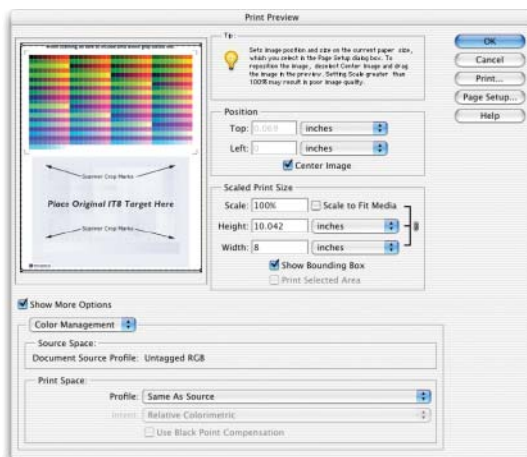 Print Preview
Tip:
Sets image position and size on the current paper size,
which you select in the Page Setup dialog box. To
reposition the image, deselect Center Image and drag
the image in the preview. Setting Scale greater than
100% may result in poor image quality.
OK
Cancel
Print...
Page Setup...
Help
Scanner Crop Marks
Place Original IT8 Target Here
Scanner Crop Marks
Position
Top: 0.069 inches
Left: 0 inches
Center Image
Scaled Print Size
Scale: 100% Scale to Fit Media
Height: 10.042 inches
Width: 8 inches
Show Bounding Box
Print Selected Area
Show More Options
Color Management
Source Space:
Document Source Profile: Untagged RGB
Print Space:
Profile: Same As Source
Intent: Relative Colorimetric
Use Black Point Compensation